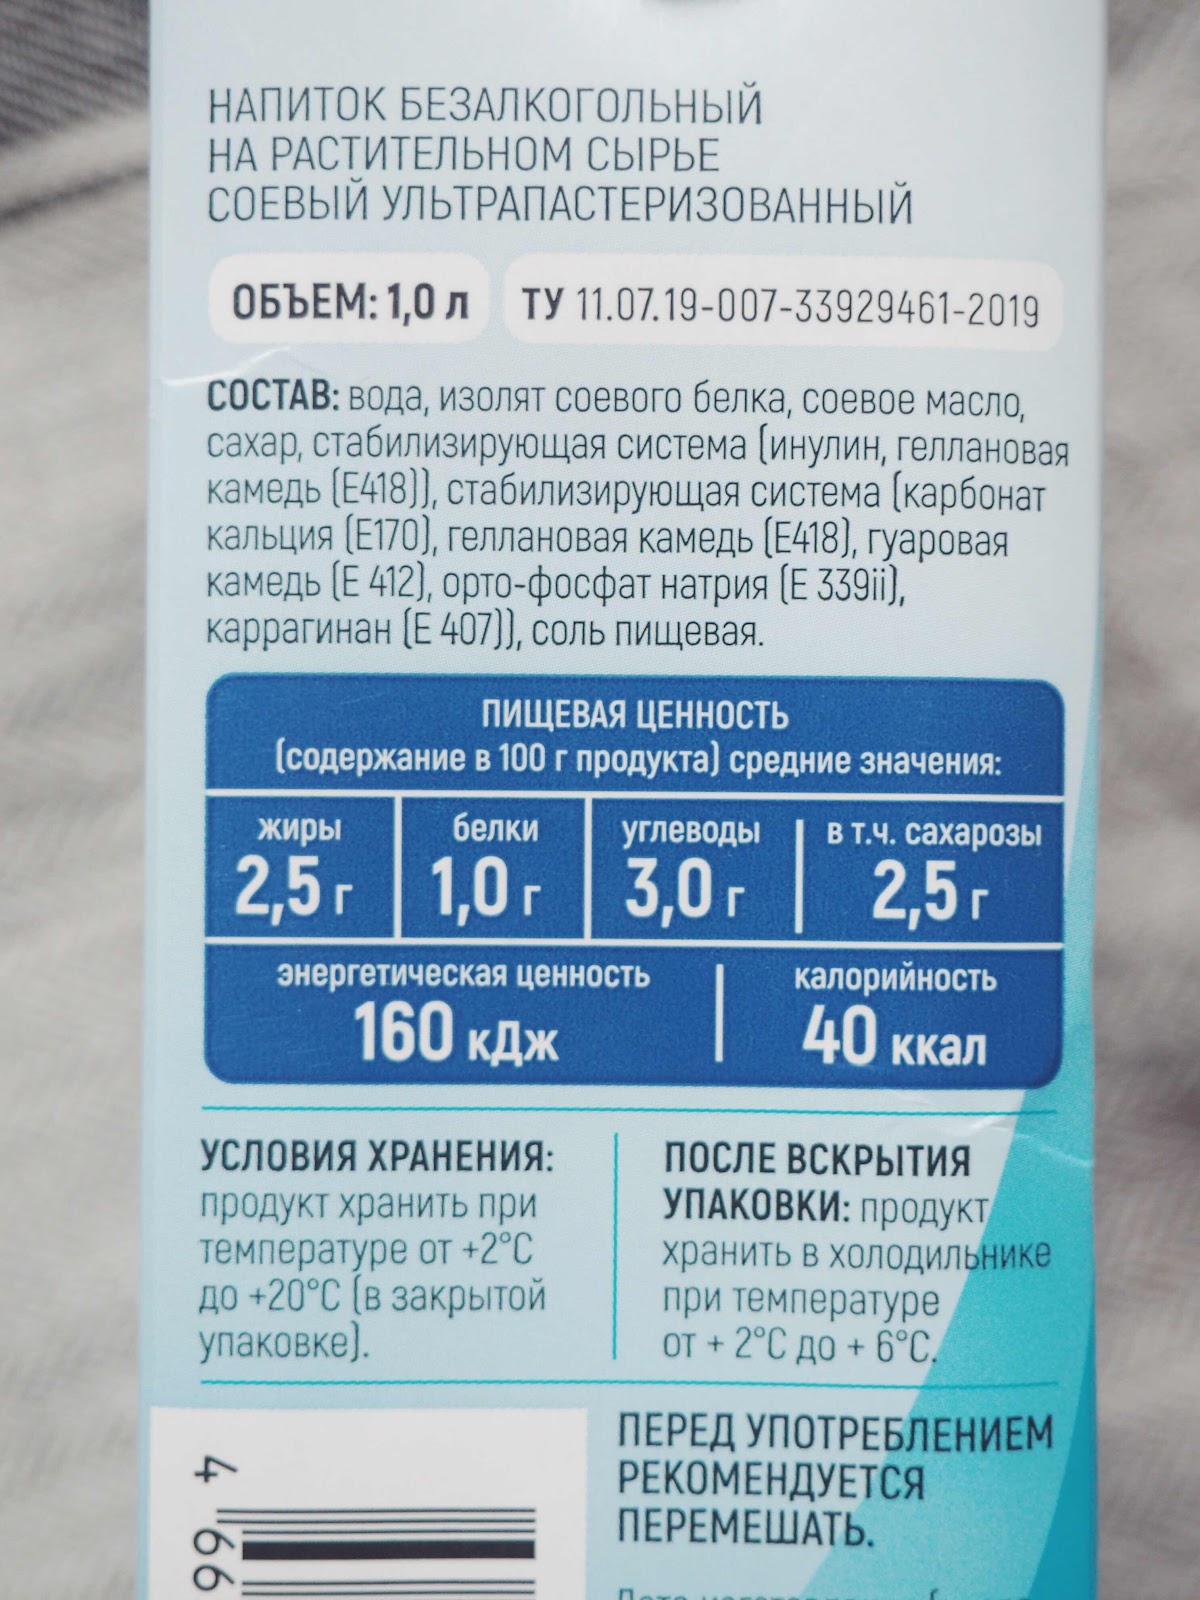 НАПИТОК БЕЗАЛКОГОЛЬНЫЙ
НА РАСТИТЕЛЬНОМ СЫРЬЕ
СОЕВЫЙ УЛЬТРАПАСТЕРИЗОВАННЫЙ
ОБЪЕМ: 1,0 л ТУ 11.07.19-007-33929461-2019
СОСТАВ: вода, изолят соевого белка, соевое масло,
сахар, стабилизирующая система (инулин, геллановая
камедь (Е418)), стабилизирующая система (карбонат
кальция (Е170), геллановая камедь (Е418), гуаровая
камедь (Е 412), орто-фосфат натрия (Е 339ii),
каррагинан (Е 407)), соль пищевая.
ПИЩЕВАЯ ЦЕННОСТЬ
(содержание в 100 г продукта) средние значения:
жиры белки углеводы в т.ч. сахарозы
2,5 г 1,0 г 3,0 г 2,5 г
энергетическая ценность калорийность
160 кДж 40 ккал
УСЛОВИЯ ХРАНЕНИЯ:
продукт хранить при
температуре от +2°C
до +20°C (в закрытой
упаковке).
ПОСЛЕ ВСКРЫТИЯ
УПАКОВКИ: продукт
хранить в холодильнике
при температуре
от + 2°C до + 6°C.
ПЕРЕД УПОТРЕБЛЕНИЕМ
РЕКОМЕНДУЕТСЯ
ПЕРЕМЕШАТЬ.
4 66